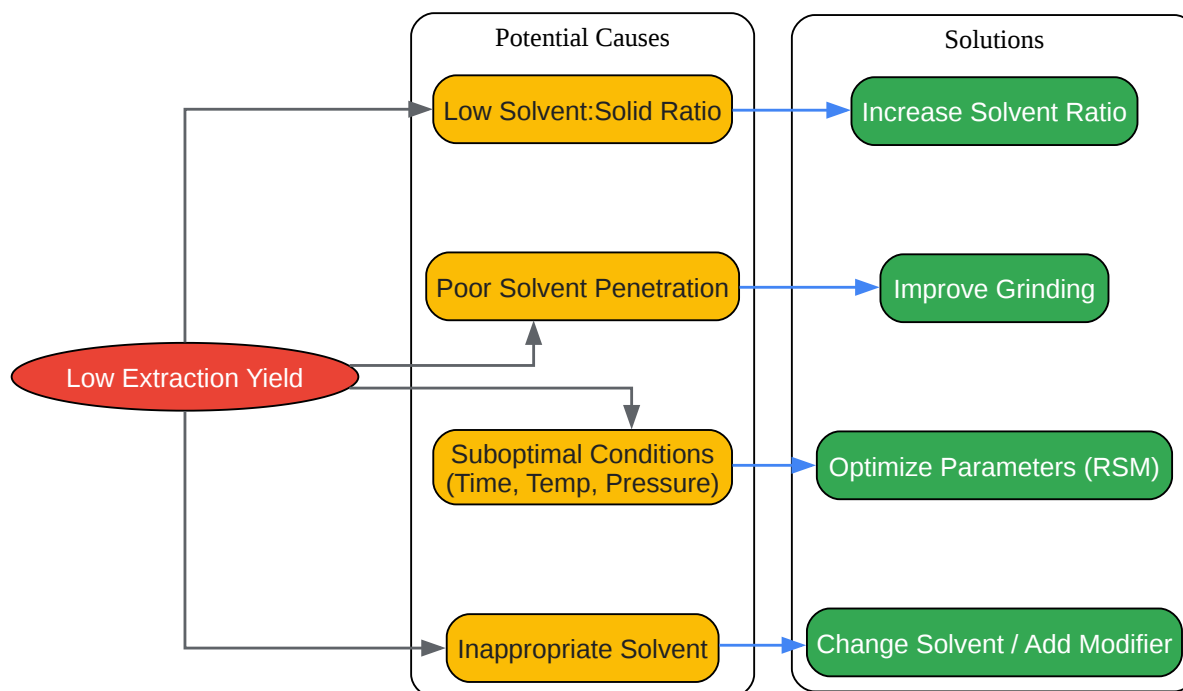 Potential Causes
Solutions
Low Solvent:Solid Ratio
Increase Solvent Ratio
Poor Solvent Penetration
Improve Grinding
Low Extraction Yield
Suboptimal Conditions
(Time, Temp, Pressure)
Optimize Parameters (RSM)
Inappropriate Solvent
Change Solvent / Add Modifier